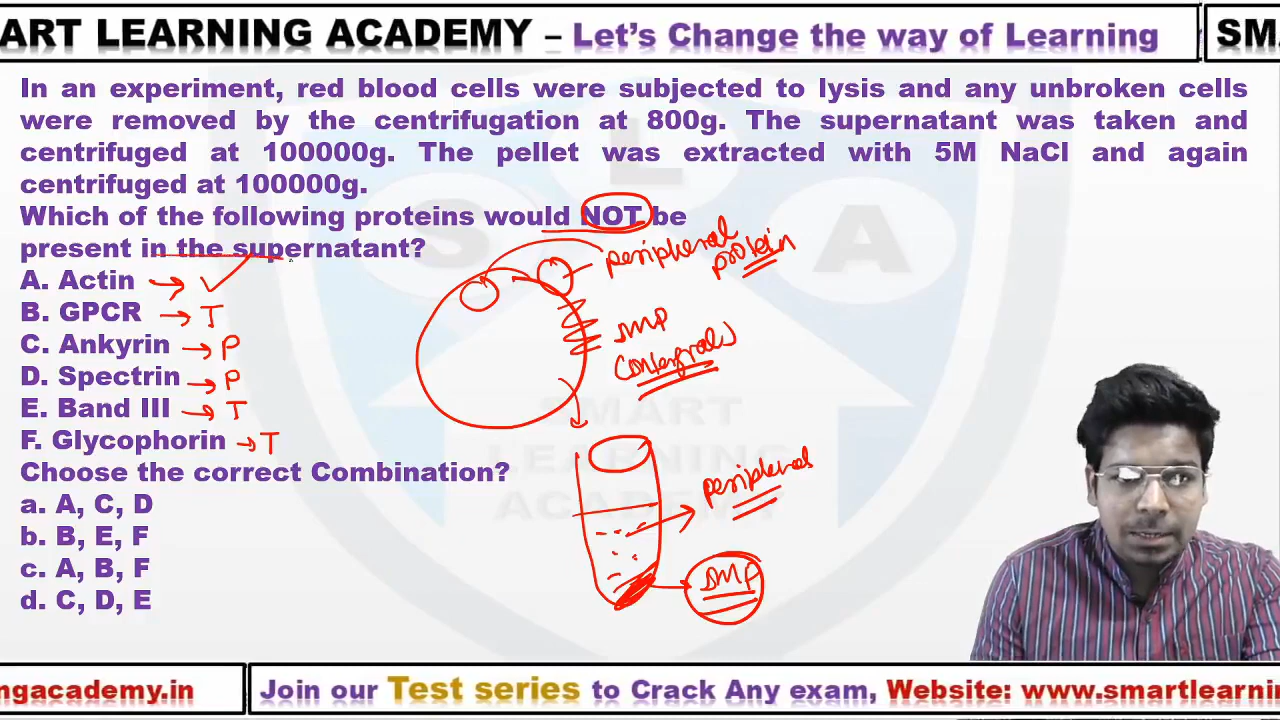 ART LEARNING ACADEMY – Let's Change the way of Learning
SMA
In an experiment, red blood cells were subjected to lysis and any unbroken cells
were removed by the centrifugation at 800g. The supernatant was taken and
centrifuged at 100000g. The pellet was extracted with 5M NaCl and again
centrifuged at 100000g.
Which of the following proteins would NOT be
present in the supernatant?
A. Actin
B. GPCR → T
C. Ankyrin → P
D. Spectrin → P
E. Band III → T
F. Glycophorin → T
Choose the correct Combination?
a. A, C, D
b. B, E, F
c. A, B, F
d. C, D, E
peripheral
protein
peripheral
S L A
SMART
LEARNING
ACADEMY
ngacademy.in
Join our Test series to Crack Any exam, Website: www.smartlearnin